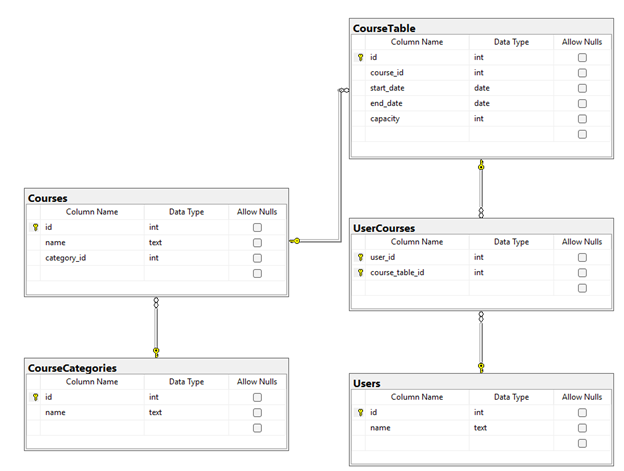 CourseTable
Column Name Data Type Allow Nulls
id int
course_id int
start_date date
end_date date
capacity int
Courses
Column Name Data Type Allow Nulls
id int
name text
category_id int
UserCourses
Column Name Data Type Allow Nulls
user_id int
course_table_id int
CourseCategories
Column Name Data Type Allow Nulls
id int
name text
Users
Column Name Data Type Allow Nulls
id int
name text